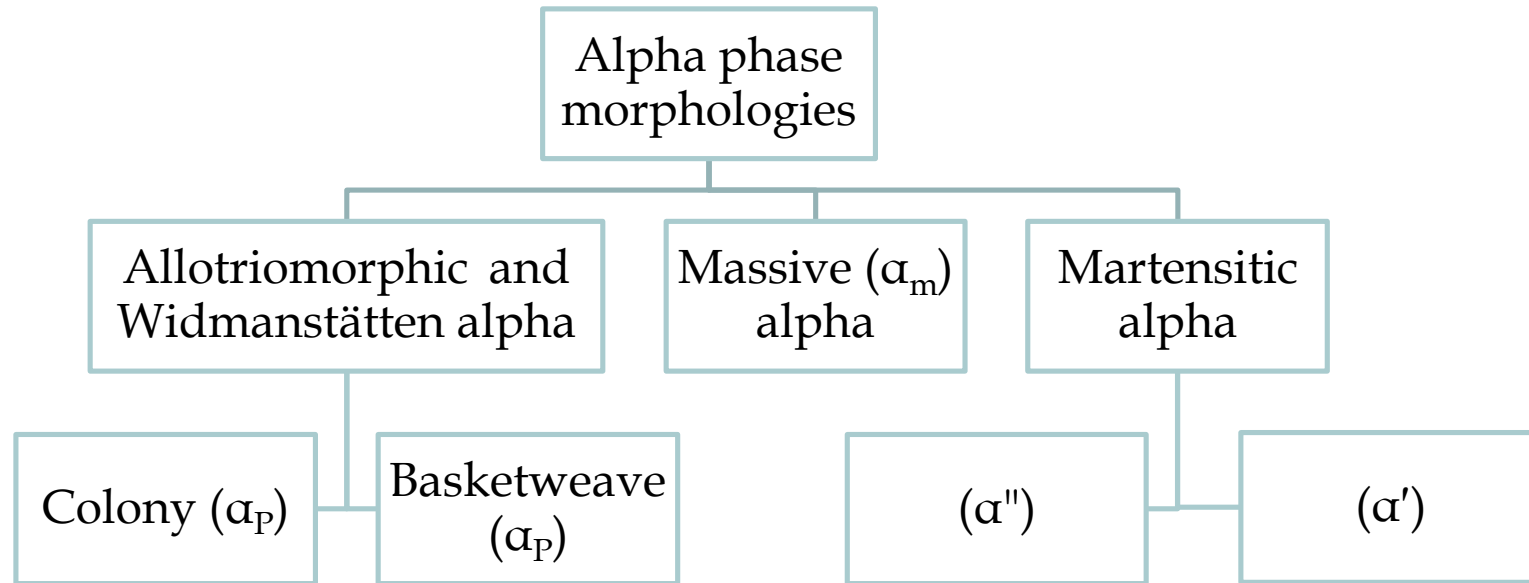 Alpha phase
morphologies
Allotriomorphic and
Widmanstätten alpha
Massive (αₘ)
alpha
Martensitic
alpha
Colony (αP)
Basketweave
(αP)
(α")
(α')